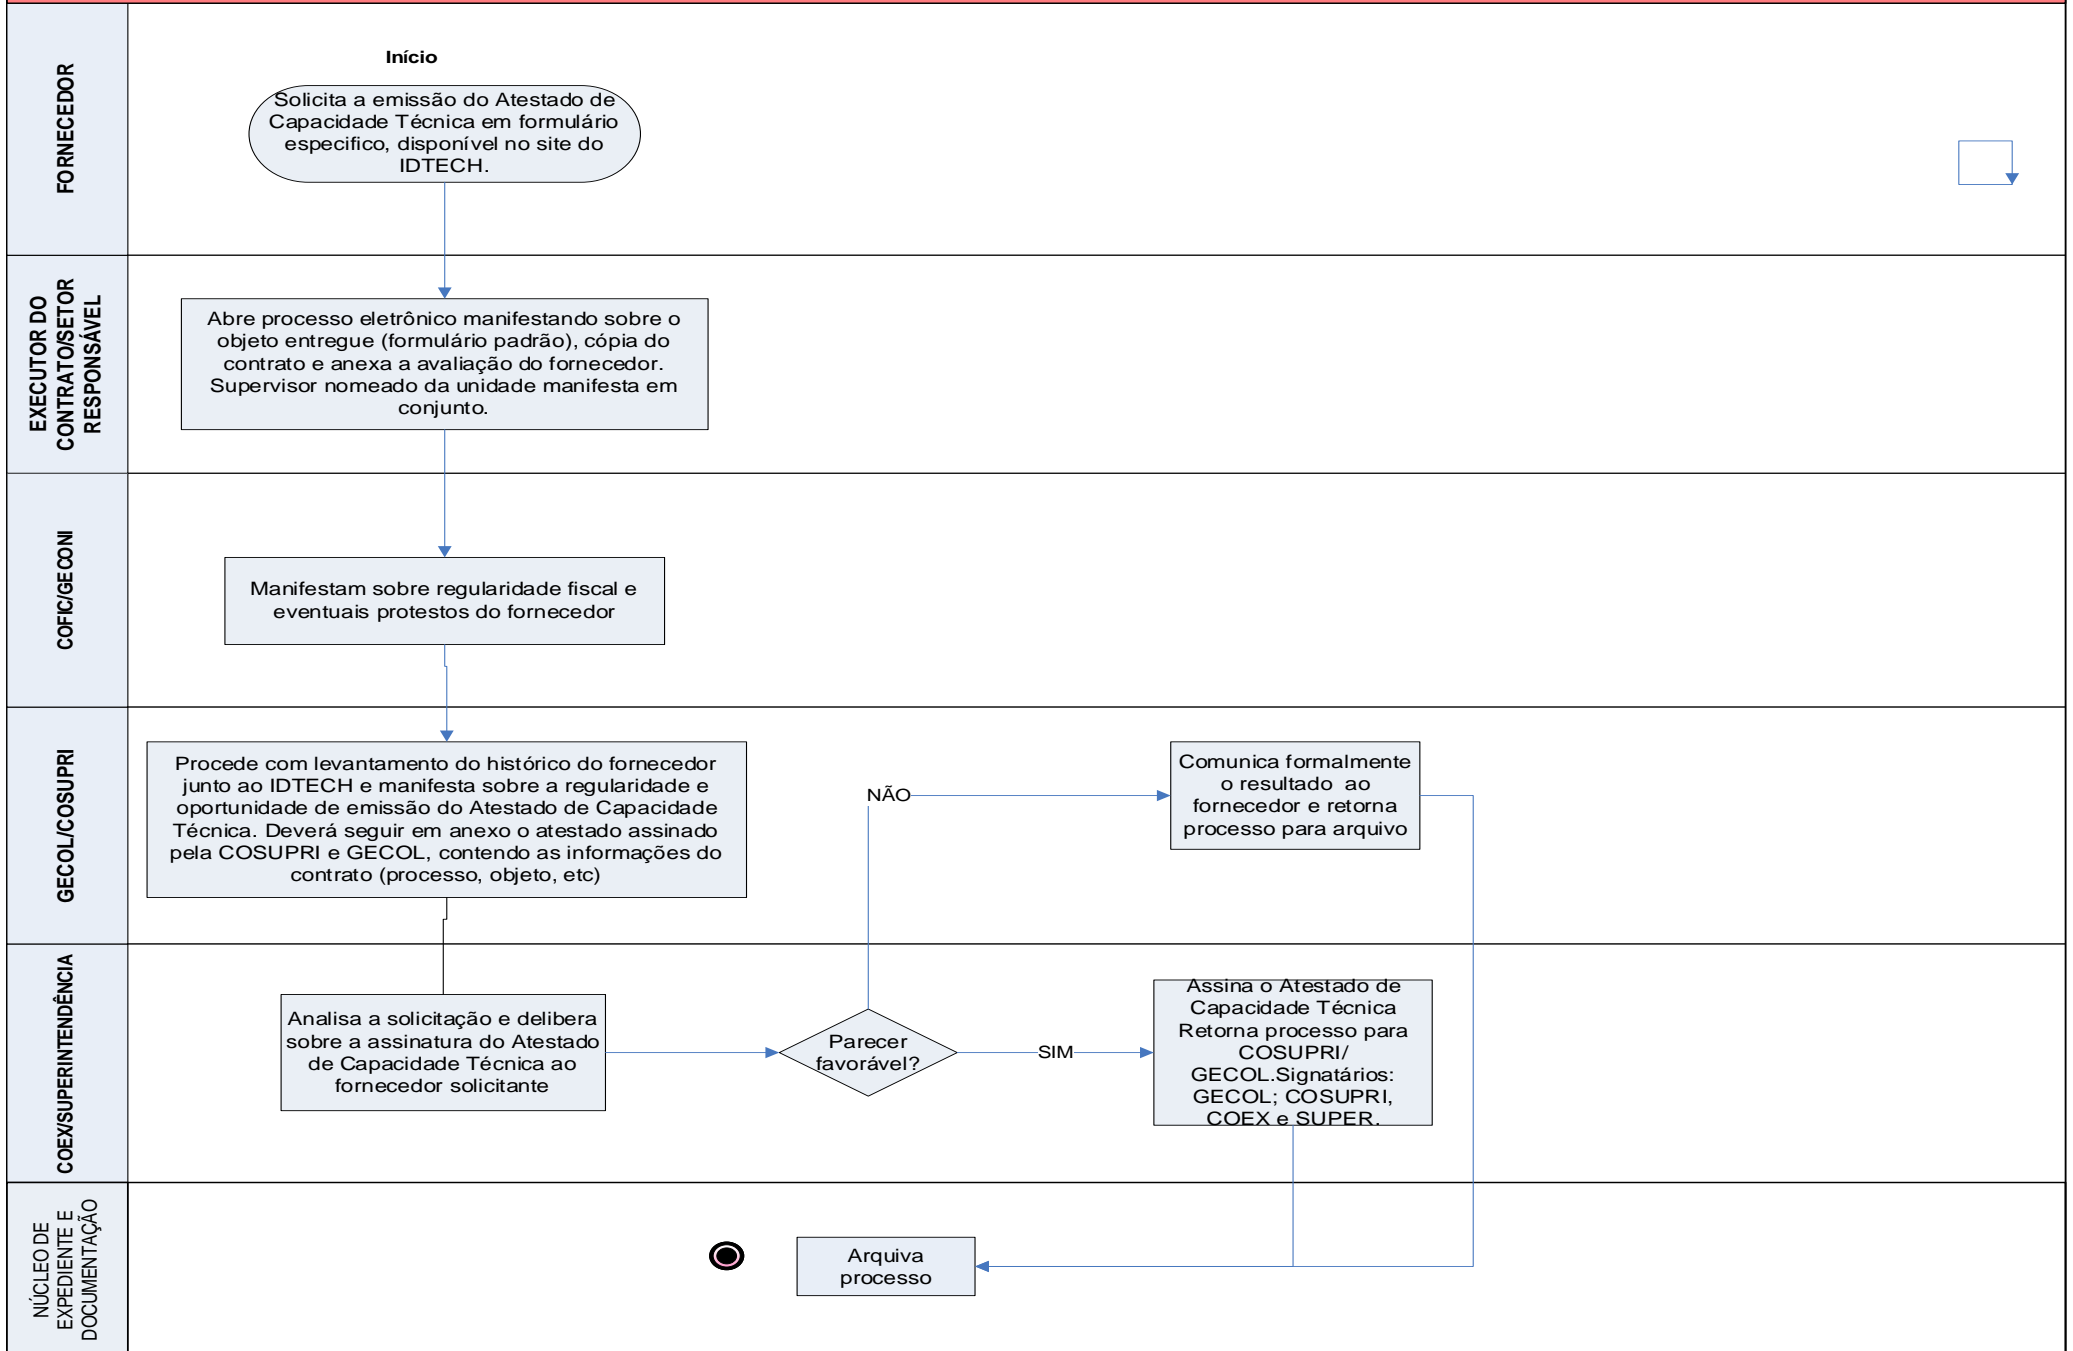 FORNECEDOR
Início
Solicita a emissão do Atestado de
Capacidade Técnica em formulário
especifico, disponível no site do
IDTECH.
EXECUTOR DO
CONTRATO/SETOR
RESPONSÁVEL
Abre processo eletrônico manifestando sobre o
objeto entregue (formulário padrão), cópia do
contrato e anexa a avaliação do fornecedor.
Supervisor nomeado da unidade manifesta em
conjunto.
COFIC/GECONI
Manifestam sobre regularidade fiscal e
eventuais protestos do fornecedor
GECOL/COSUPRI
Procede com levantamento do histórico do fornecedor
junto ao IDTECH e manifesta sobre a regularidade e
oportunidade de emissão do Atestado de Capacidade
Técnica. Deverá seguir em anexo o atestado assinado
pela COSUPRI e GECOL, contendo as informações do
contrato (processo, objeto, etc)
NÃO
Comunica formalmente
o resultado ao
fornecedor e retorna
processo para arquivo
COEX/SUPERINTENDÊNCIA
Analisa a solicitação e delibera
sobre a assinatura do Atestado
de Capacidade Técnica ao
fornecedor solicitante
Parecer
favorável?
SIM
Assina o Atestado de
Capacidade Técnica
Retorna processo para
COSUPRI/
GECOL.Signatários:
GECOL; COSUPRI,
COEX e SUPER.
NÚCLEO DE
EXPEDIENTE E
DOCUMENTAÇÃO
Arquiva
processo